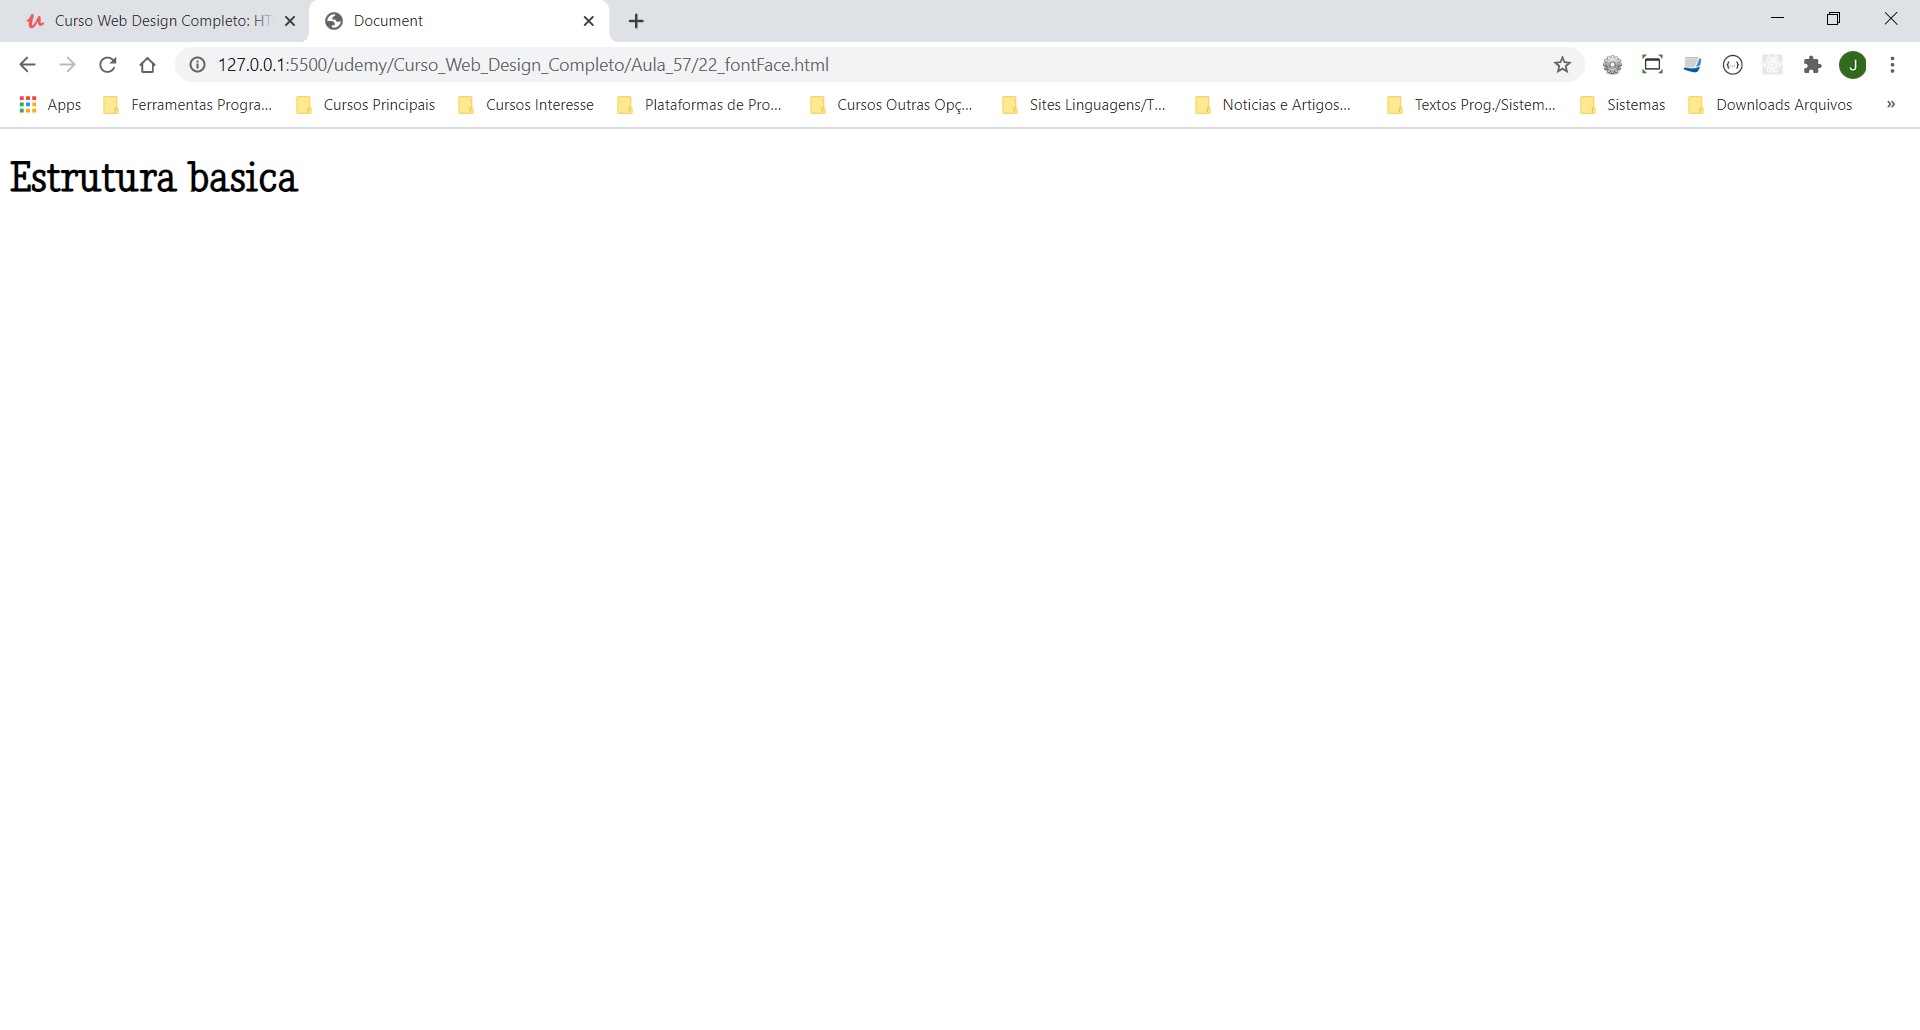 Curso Web Design Completo: HT
Document
127.0.0.1:5500/udemy/Curso_Web_Design_Completo/Aula_57/22_fontFace.html
J
Apps
Ferramentas Progra...
Cursos Principais
Cursos Interesse
Plataformas de Pro...
Cursos Outras Opç...
Sites Linguagens/T...
Noticias e Artigos...
Textos Prog./Sistem...
Sistemas
Downloads Arquivos
»
Estrutura basica